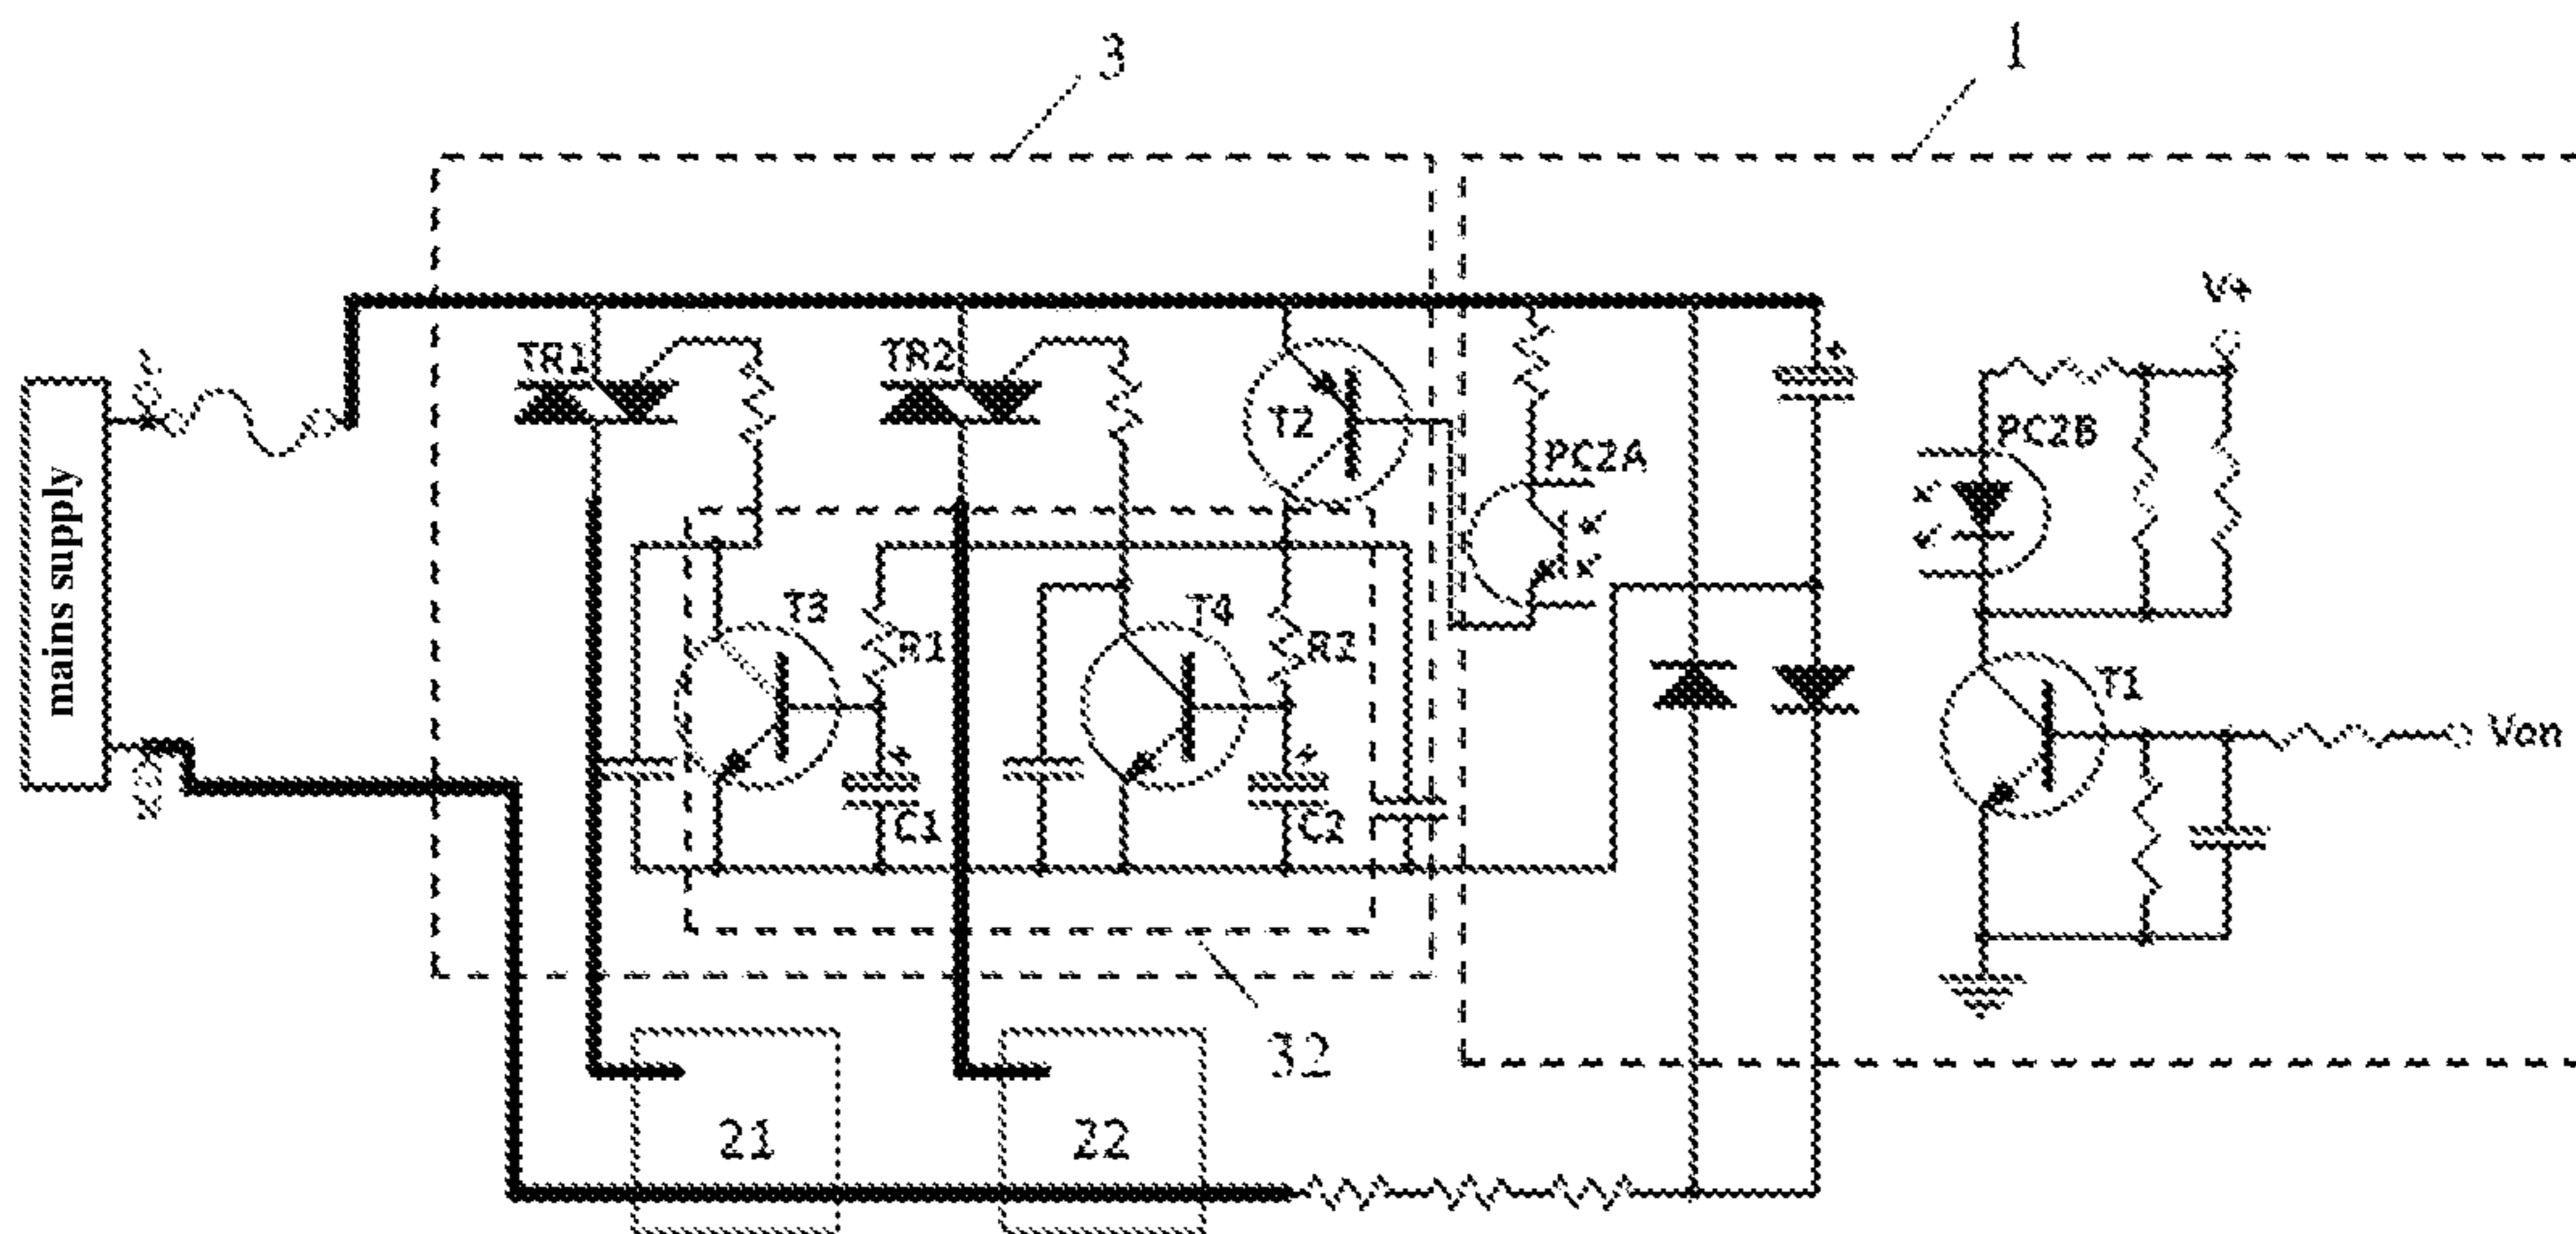 3
1
V+
TR1
TR2
T2
PC2A
PC2B
mains supply
T3
R1
T4
R2
T1
Van
C1
C2
32
21
22